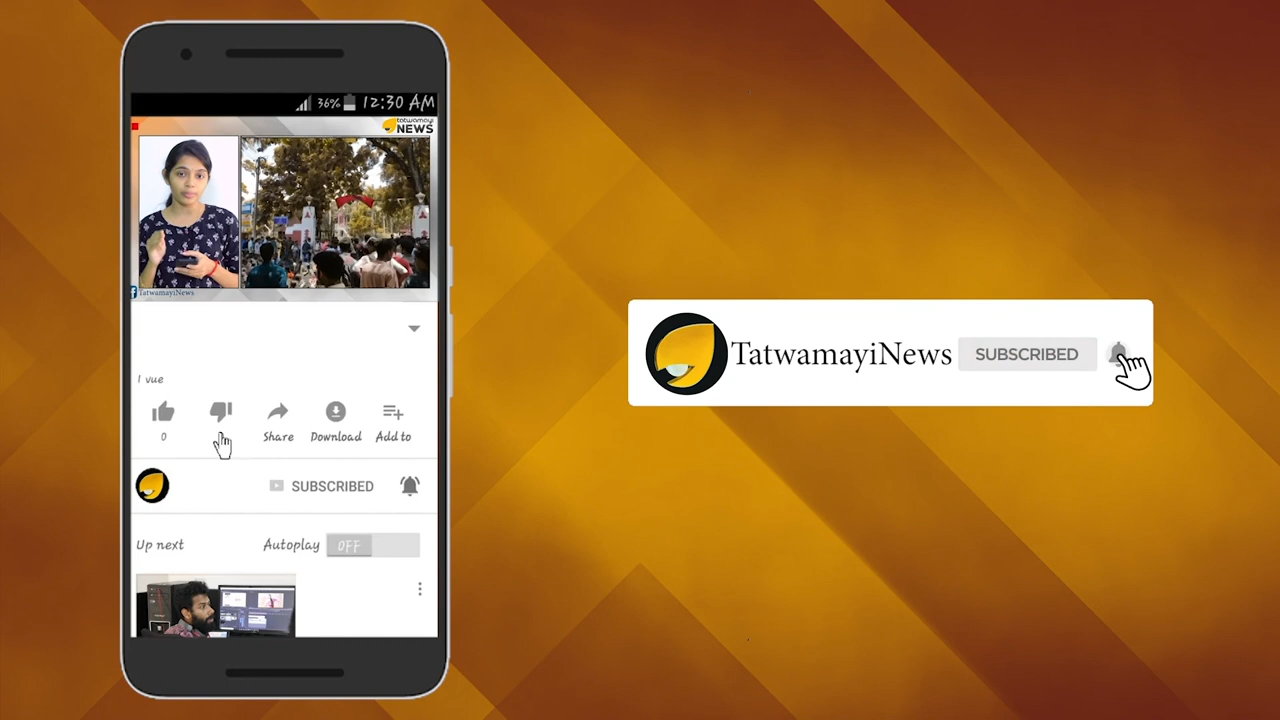 36% 12:30 AM
tatwamayi
NEWS
TatwamayiNews
1 vue
0 Share Download Add to
SUBSCRIBED
Up next Autoplay OFF
TatwamayiNews SUBSCRIBED